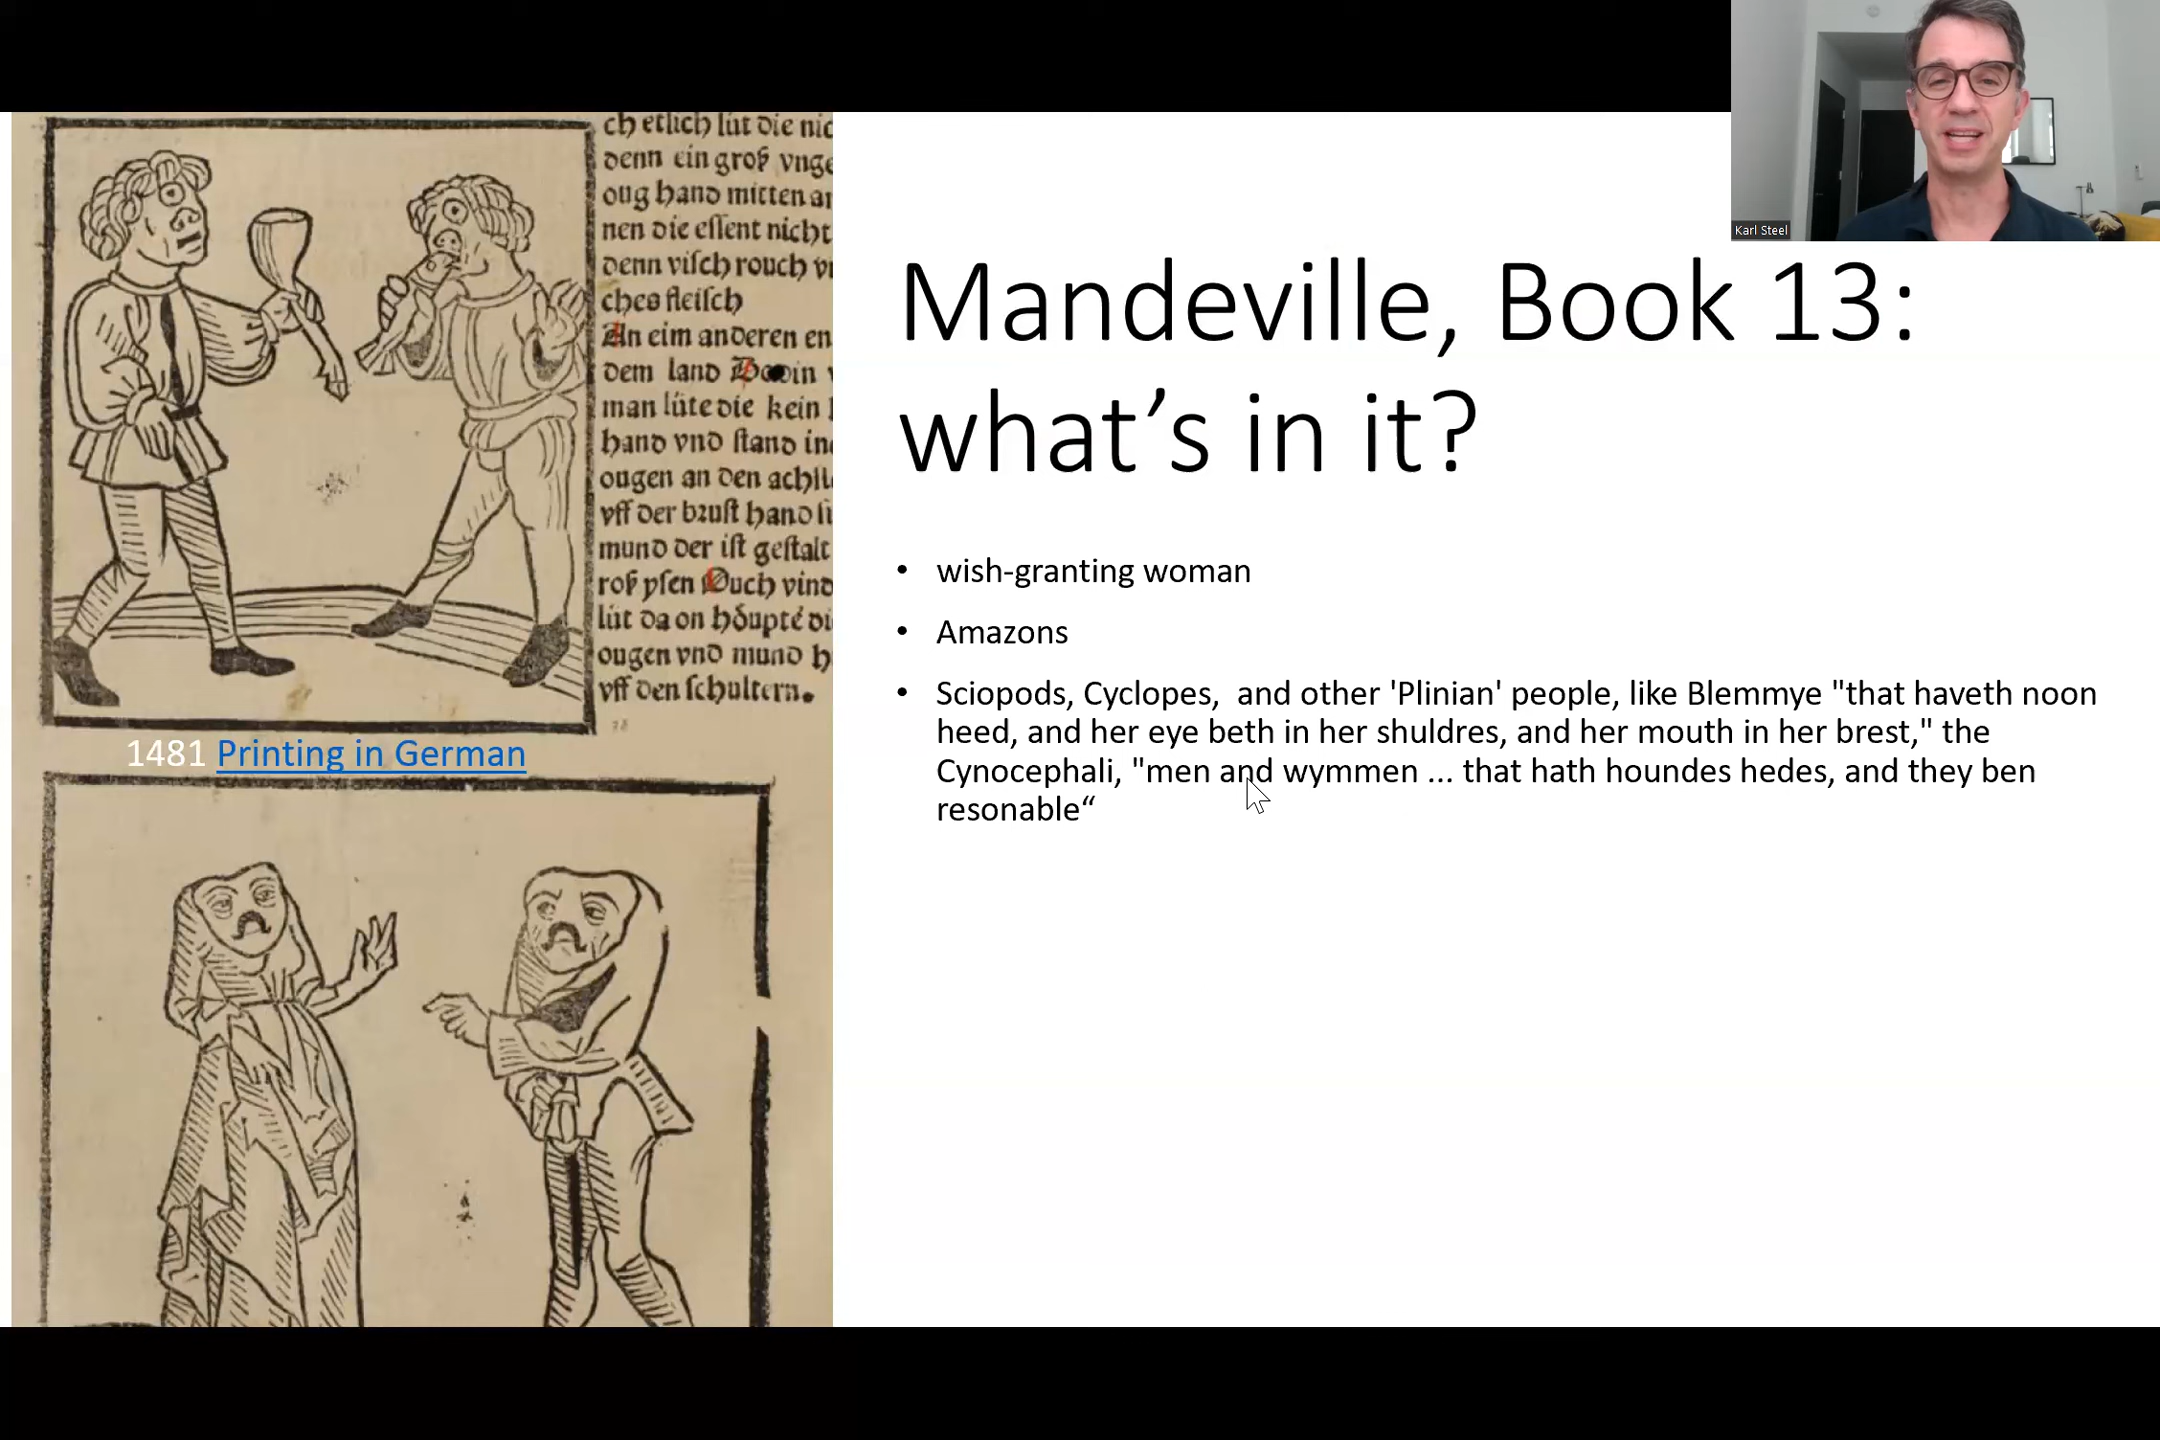 ch etlich lüt die nic
denn ein groß vnge
oug hand mitten an
nen die essent nicht
denn visch rouch vn
ches fleisch
An eim anderen en
dem land
man lüte die kein
hand vnd stand in
ougen an den achsl
vff der brust hand
mund der ist gestalt
roß ysen Ouch vind
lüt da on höupté di
ougen vnd mund h
vff den schultern.
1481 Printing in German
Karl Steel
Mandeville, Book 13:
what’s in it?
• wish-granting woman
• Amazons
• Sciopods, Cyclopes,  and other 'Plinian' people, like Blemmye "that haveth noon
heed, and her eye beth in her shuldres, and her mouth in her brest," the
Cynocephali, "men and wymmen ... that hath houndes hedes, and they ben
resonable“